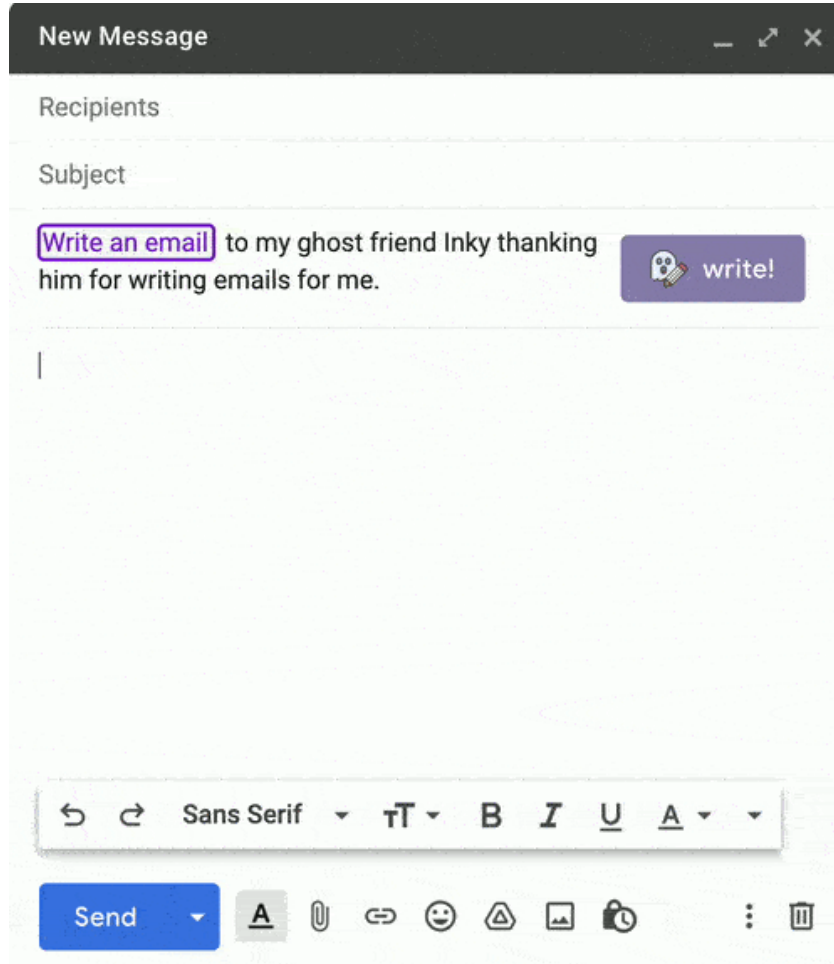 New Message
Recipients
Subject
Write an email to my ghost friend Inky thanking
him for writing emails for me.
write!
Sans Serif
Send